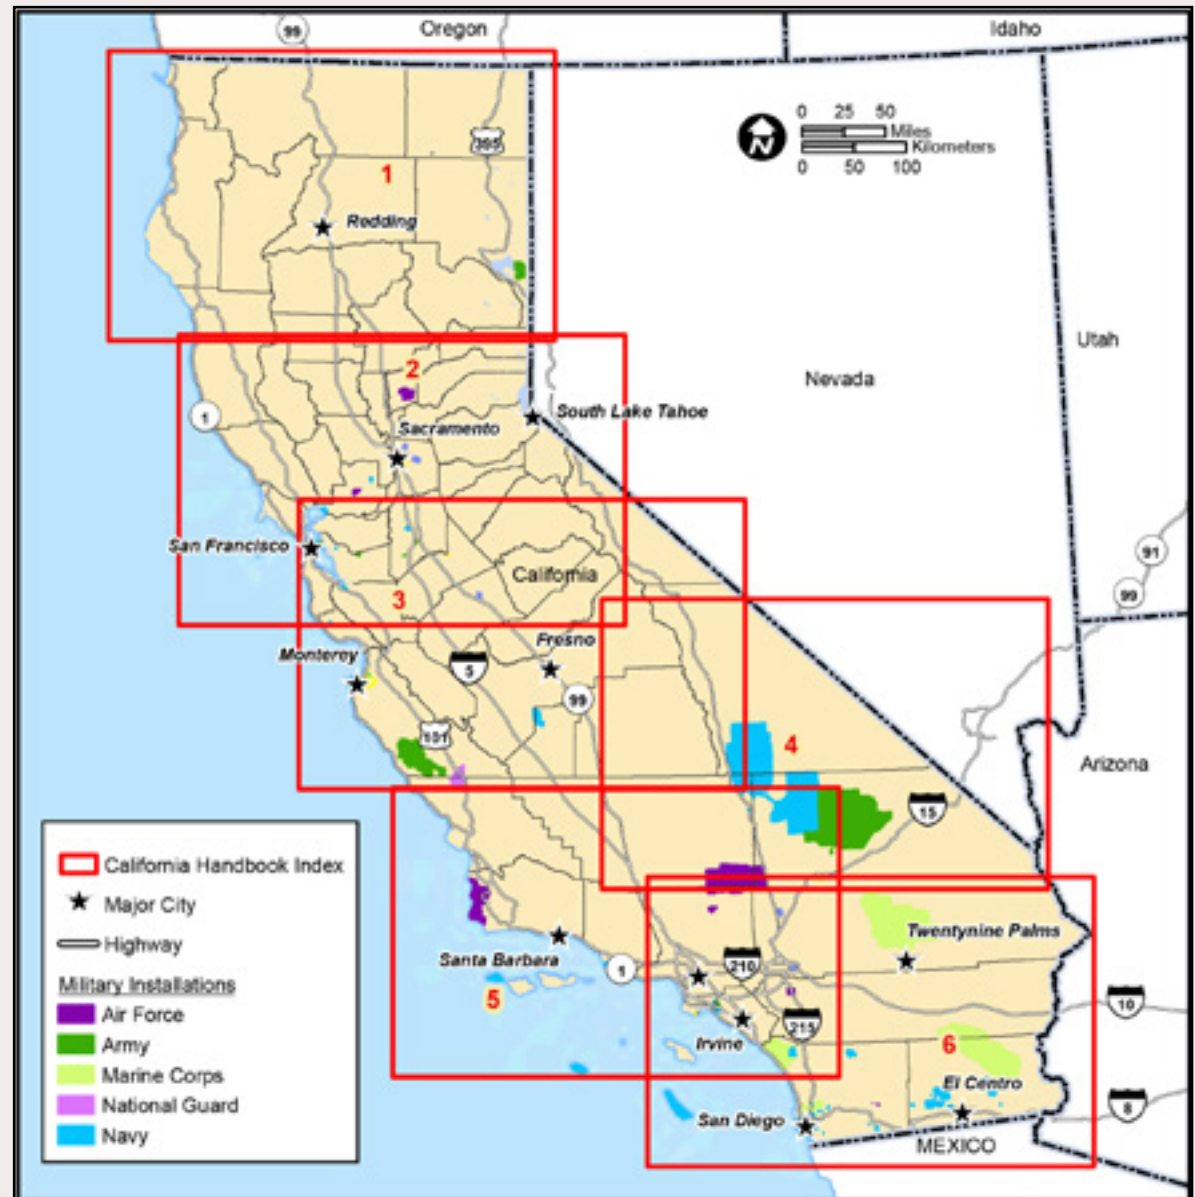 99
Oregon
Idaho
0 25 50
Miles
Kilometers
0 50 100
N
395
1
Redding
Utah
Nevada
2
1
South Lake Tahoe
Sacramento
San Francisco
91
California
99
3
Fresno
Monterey
5
99
101
4
Arizona
15
California Handbook Index
Major City
Highway
Military Installations
Air Force
Army
Marine Corps
National Guard
Navy
Twentynine Palms
Santa Barbara
1
210
5
10
215
Irvine
6
El Centro
San Diego
8
MEXICO